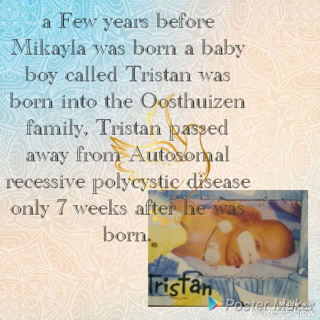 a Few years before
Mikayla was born a baby
boy called Tristan was
born into the Oosthuizen
family, Tristan passed
away from Autosomal
recessive polycystic disease
only 7 weeks after he was
born.
Tristan
Poster Maker
VideoShow